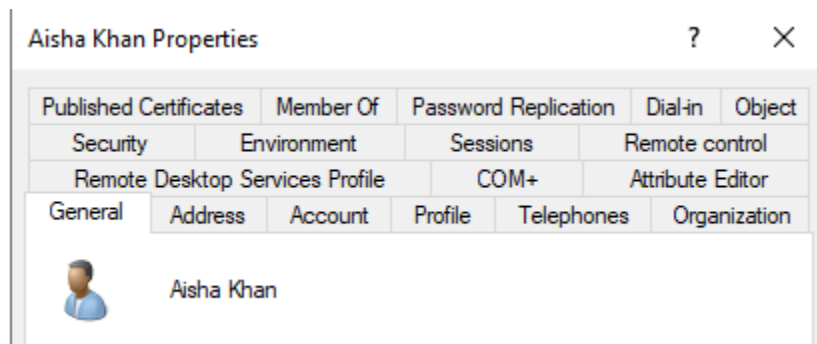 Aisha Khan Properties ? ×
Published Certificates Member Of Password Replication Dial-in Object
Security Environment Sessions Remote control
Remote Desktop Services Profile COM+ Attribute Editor
General Address Account Profile Telephones Organization
Aisha Khan